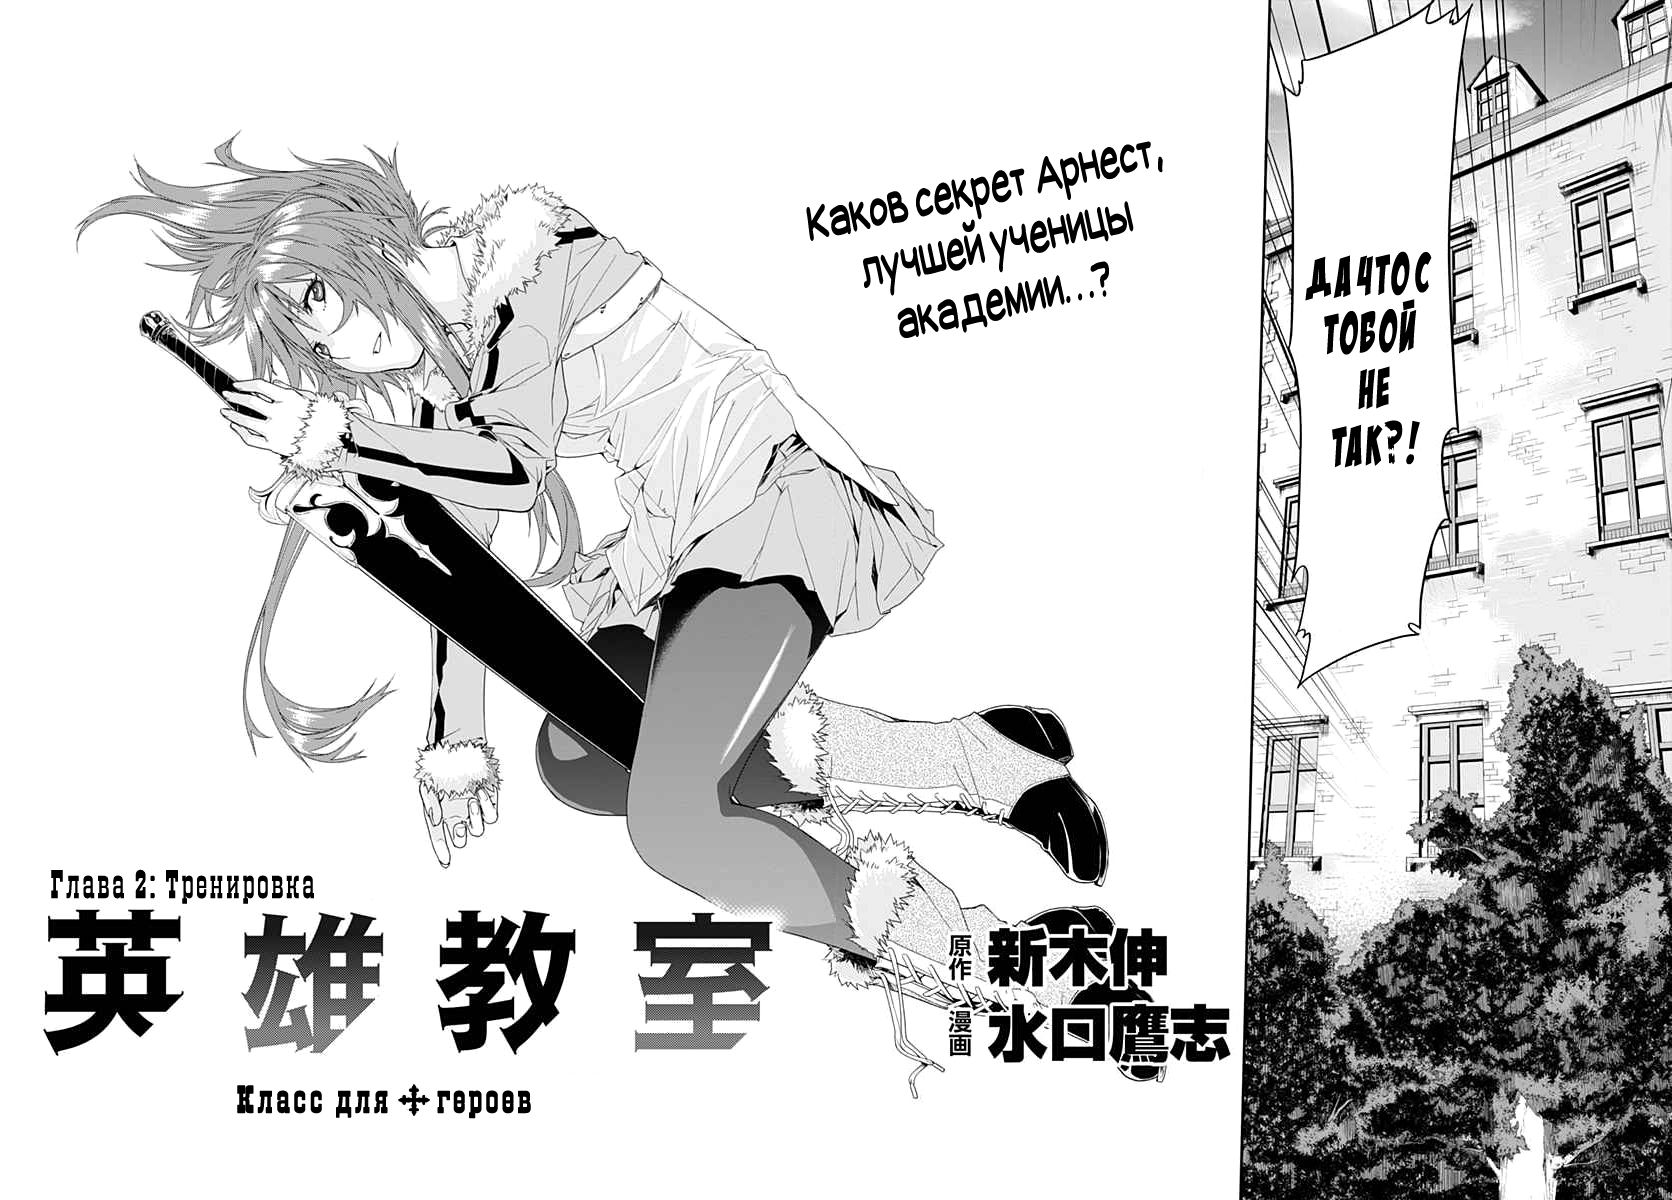 ДА ЧТО С
ТОБОЙ
НЕ
ТАК?!
Каков секрет Арнест,
лучшей ученицы
академии...?
Глава 2: Тренировка
英雄教室
Класс для героев
原作 新木伸
漫画 水口鷹志